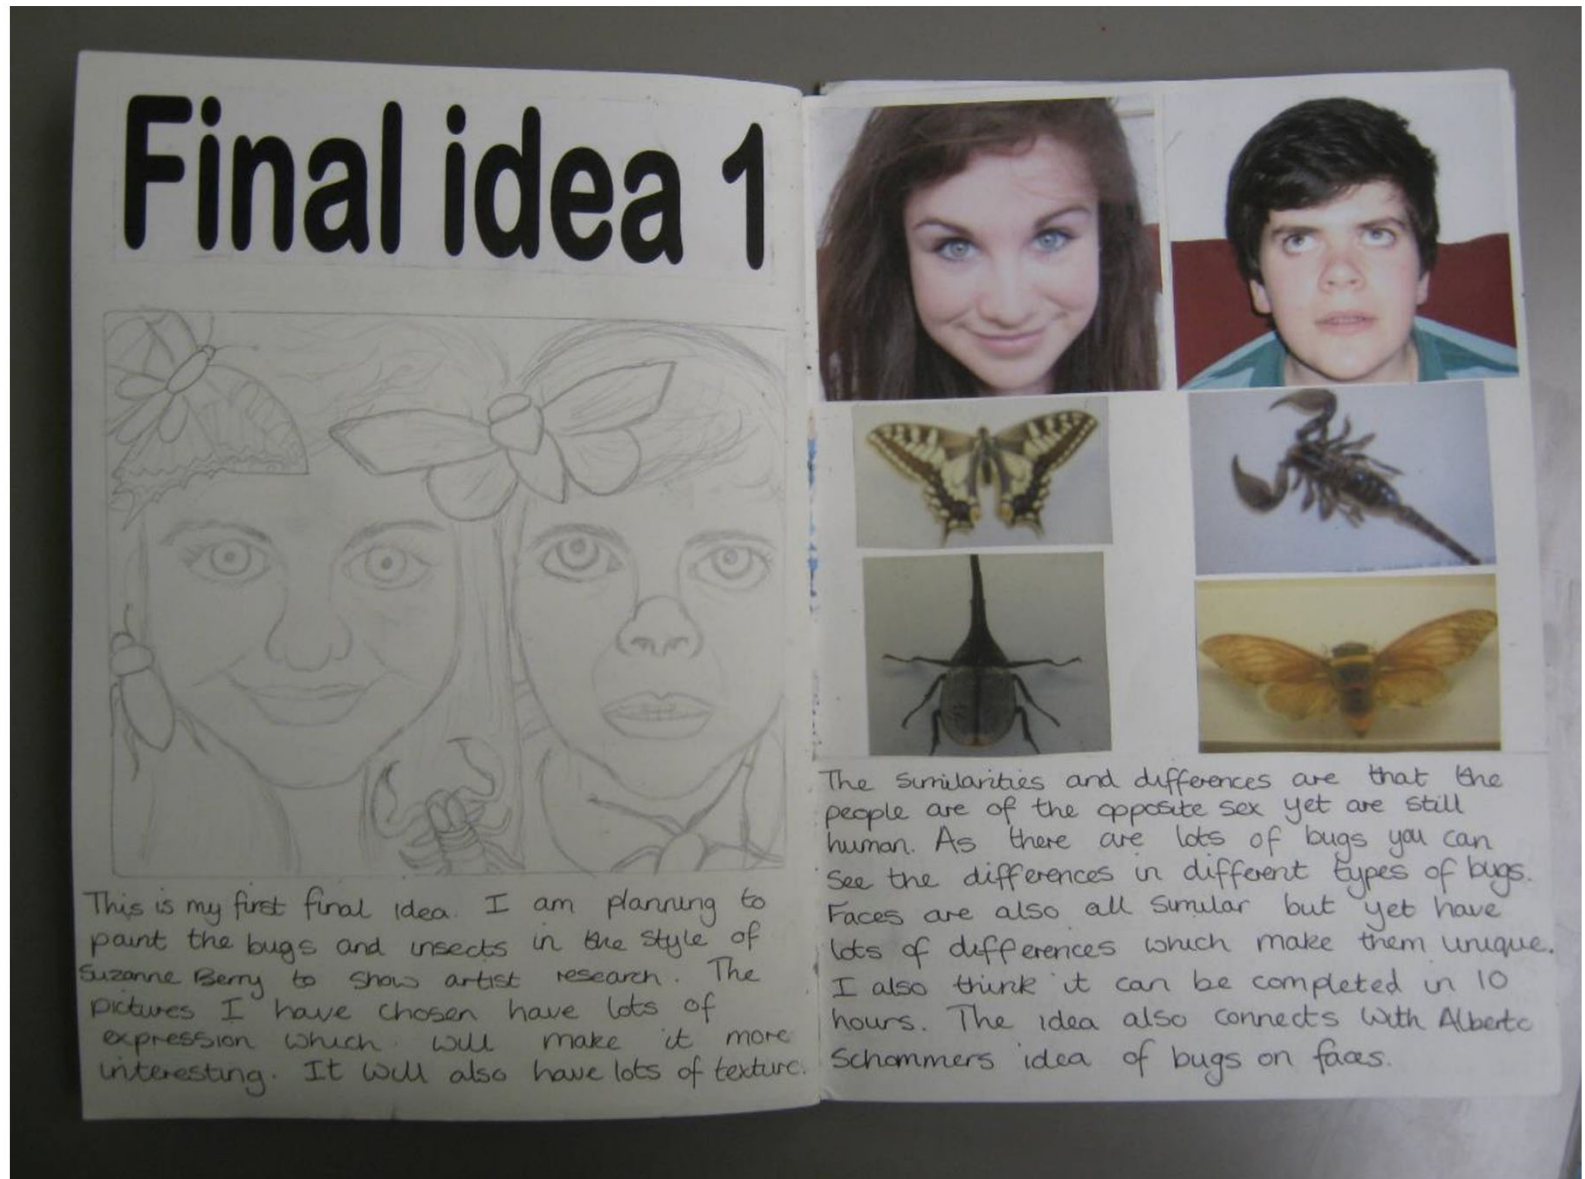 Final idea 1
This is my first final idea. I am planning to
paint the bugs and insects in the style of
Suzanne Berry to show artist research. The
pictures I have chosen have lots of
expression which will make it more
interesting. It will also have lots of texture.
The similarities and differences are that the
people are of the opposite sex yet are still
human. As there are lots of bugs you can
see the differences in different types of bugs.
Faces are also all similar but yet have
lots of differences which make them unique.
I also think it can be completed in 10
hours. The idea also connects with Alberto
Schommers idea of bugs on faces.